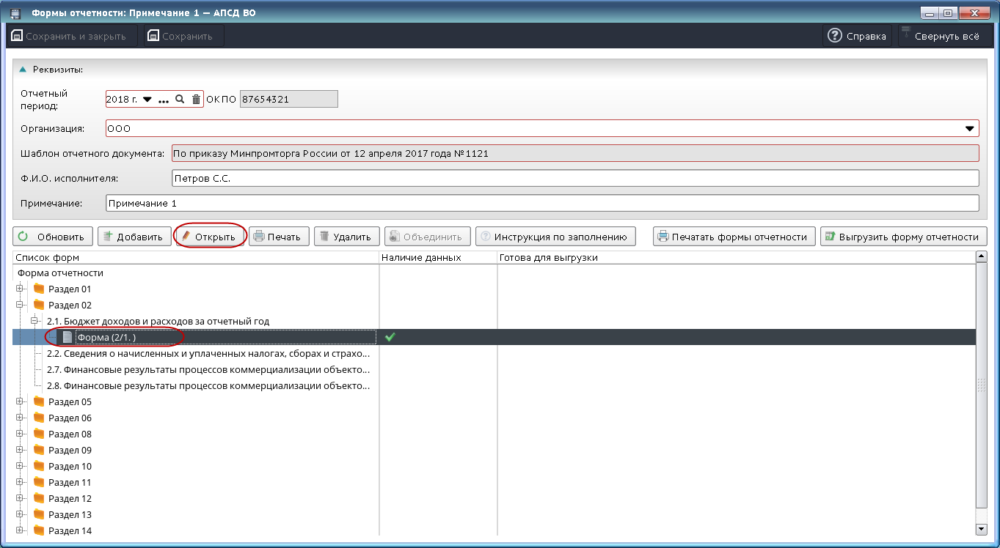 Формы отчетности: Примечание 1 — АПСД ВО
Сохранить и закрыть Сохранить Справка Свернуть всё
Реквизиты:
Отчетный
период:
2018 г. ... ОКПО 87654321
Организация: ООО
Шаблон отчетного документа: По приказу Минпромторга России от 12 апреля 2017 года №1121
Ф.И.О. исполнителя: Петров С.С.
Примечание: Примечание 1
Обновить Добавить Открыть Печать Удалить Объединить Инструкция по заполнению Печатать формы отчетности Выгрузить форму отчетности
Список форм Наличие данных Готова для выгрузки
Форма отчетности
Раздел 01
Раздел 02
2.1. Бюджет доходов и расходов за отчетный год
Форма (2/1. )
2.2. Сведения о начисленных и уплаченных налогах, сборах и страхо...
2.7. Финансовые результаты процессов коммерциализации объекто...
2.8. Финансовые результаты процессов коммерциализации объекто...
Раздел 05
Раздел 06
Раздел 08
Раздел 09
Раздел 10
Раздел 11
Раздел 12
Раздел 13
Раздел 14